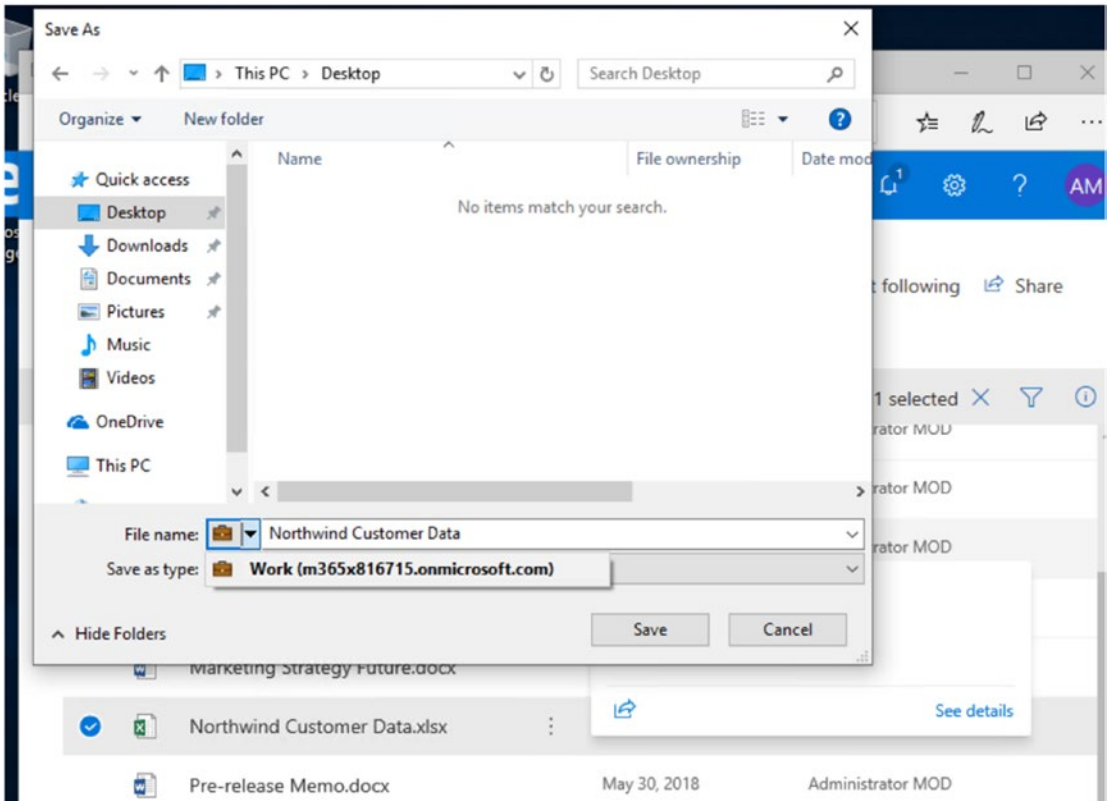 Save As
This PC > Desktop
Search Desktop
Organize
New folder
Name
File ownership
Date mod
Quick access
No items match your search.
Desktop
Downloads
Documents
Pictures
Music
Videos
OneDrive
This PC
1
AM
following
Share
1 selected
rator MOD
rator MOD
rator MOD
File name:
Northwind Customer Data
Save as type:
Work (m365x816715.onmicrosoft.com)
Hide Folders
Save
Cancel
Marketing Strategy Future.docx
Northwind Customer Data.xlsx
See details
Pre-release Memo.docx
May 30, 2018
Administrator MOD